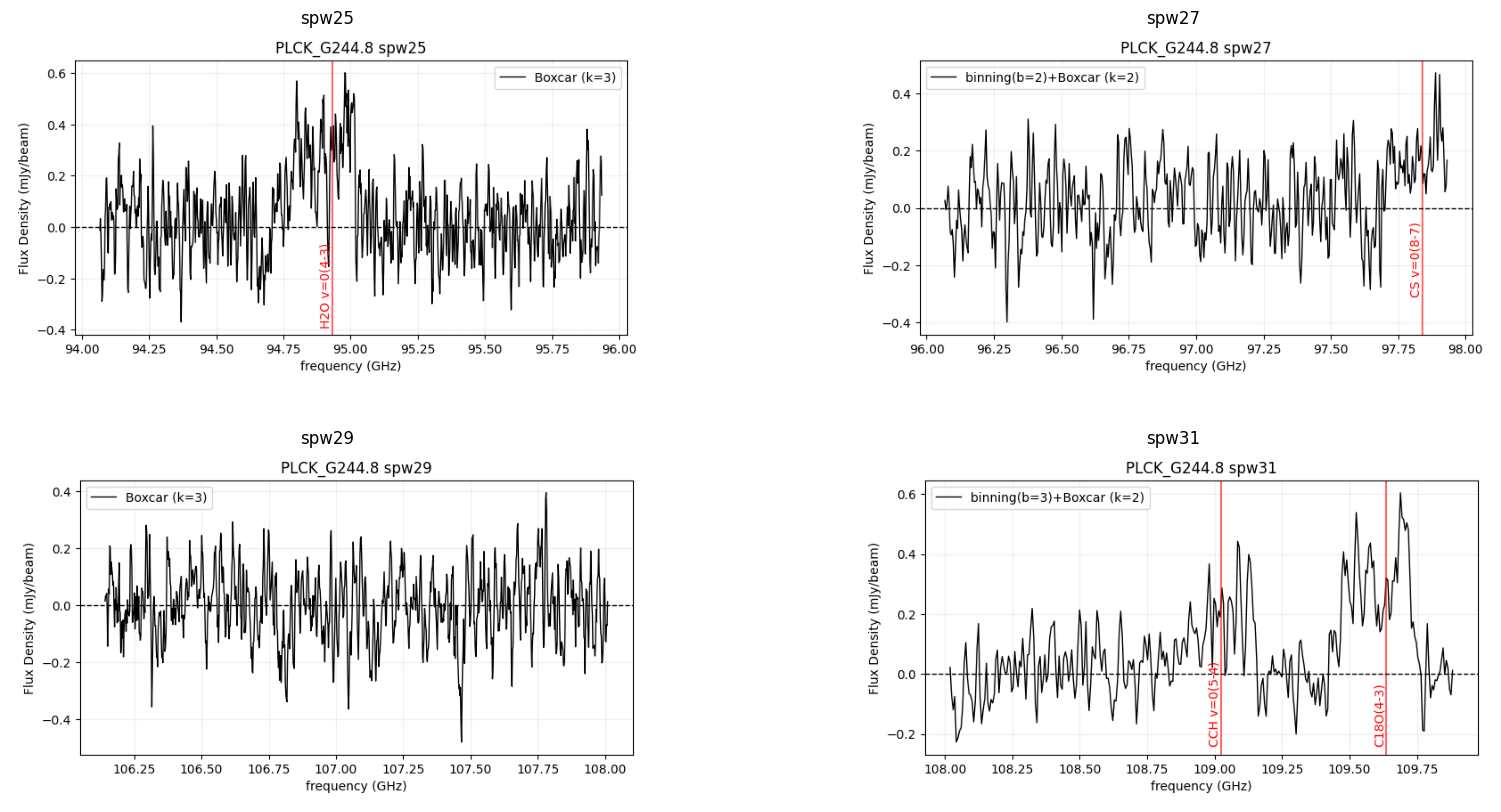 spw25
PLCK_G244.8 spw25
Boxcar (k=3)
Flux Density (mJy/beam)
0.6
0.4
0.2
0.0
−0.2
−0.4
H2O v=0(4-3)
94.00 94.25 94.50 94.75 95.00 95.25 95.50 95.75 96.00
frequency (GHz)
spw27
PLCK_G244.8 spw27
binning(b=2)+Boxcar (k=2)
Flux Density (mJy/beam)
0.4
0.2
0.0
−0.2
−0.4
CS v=0(8-7)
96.00 96.25 96.50 96.75 97.00 97.25 97.50 97.75 98.00
frequency (GHz)
spw29
PLCK_G244.8 spw29
Boxcar (k=3)
Flux Density (mJy/beam)
0.4
0.2
0.0
−0.2
−0.4
106.25 106.50 106.75 107.00 107.25 107.50 107.75 108.00
frequency (GHz)
spw31
PLCK_G244.8 spw31
binning(b=3)+Boxcar (k=2)
Flux Density (mJy/beam)
0.6
0.4
0.2
0.0
−0.2
CCH v=0(5-4)
C18O(4-3)
108.00 108.25 108.50 108.75 109.00 109.25 109.50 109.75
frequency (GHz)